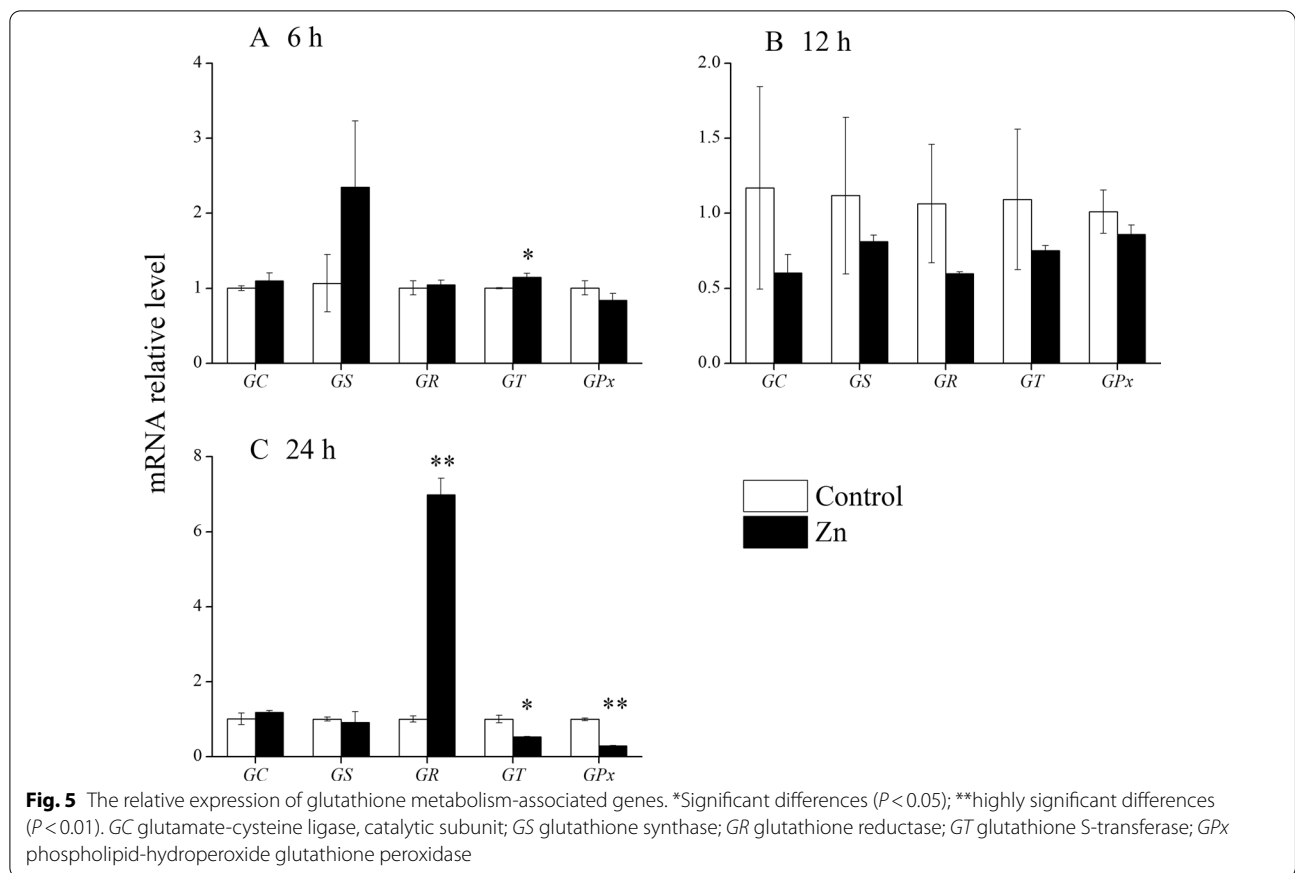 A 6 h
4
3
2
1
0
GC GS GR GT GPx
*
B 12 h
2.0
1.5
1.0
0.5
0.0
GC GS GR GT GPx
mRNA relative level
C 24 h
8
6
4
2
0
GC GS GR GT GPx
**
*
**
Control
Zn
Fig. 5 The relative expression of glutathione metabolism-associated genes. *Significant differences (P < 0.05); **highly significant differences
(P < 0.01). GC glutamate-cysteine ligase, catalytic subunit; GS glutathione synthase; GR glutathione reductase; GT glutathione S-transferase; GPx
phospholipid-hydroperoxide glutathione peroxidase